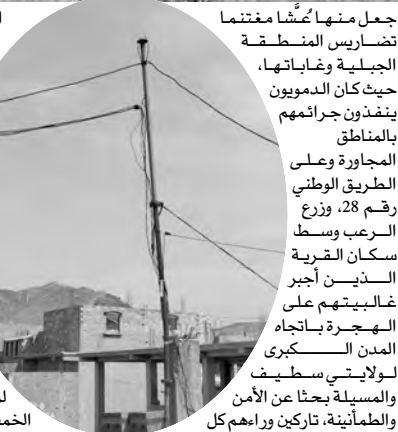 جعل منها عُشًّا مغتنما
تضاريس المنطقة
الجبلية وغاباتها،
حيث كان الدمويون
ينفذون جرائمهم
بالمناطق
المجاورة وعلى
الطريق الوطني
رقم 28، وزرع
الرعب وسط
سكان القرية
الذين أجبر
غالبيتهم على
الهجرة باتجاه
المدن الكبرى
لولايتي سطيف
والمسيلة بحثا عن الأمن
والطمأنينة، تاركين وراءهم كل